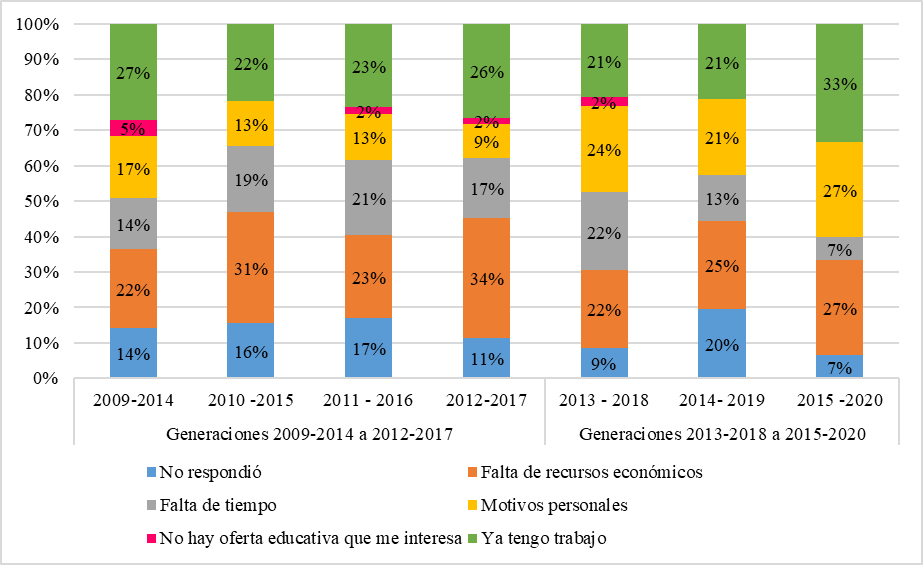 100%
90%
80%
70%
60%
50%
40%
30%
20%
10%
0%
27% 22% 23% 26% 21% 21% 33%
5% 2% 2% 2%
17% 13% 13% 9% 24% 21% 27%
14% 19% 21% 17% 22% 13% 7%
22% 31% 23% 34% 22% 25% 27%
14% 16% 17% 11% 9% 20% 7%
2009-2014 2010 -2015 2011 - 2016 2012-2017 2013 - 2018 2014- 2019 2015 -2020
Generaciones 2009-2014 a 2012-2017 Generaciones 2013-2018 a 2015-2020
No respondió Falta de recursos económicos
Falta de tiempo Motivos personales
No hay oferta educativa que me interesa Ya tengo trabajo